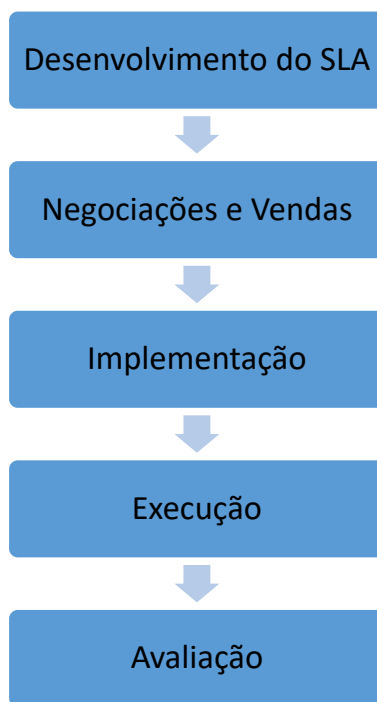 Desenvolvimento do SLA
Negociações e Vendas
Implementação
Execução
Avaliação